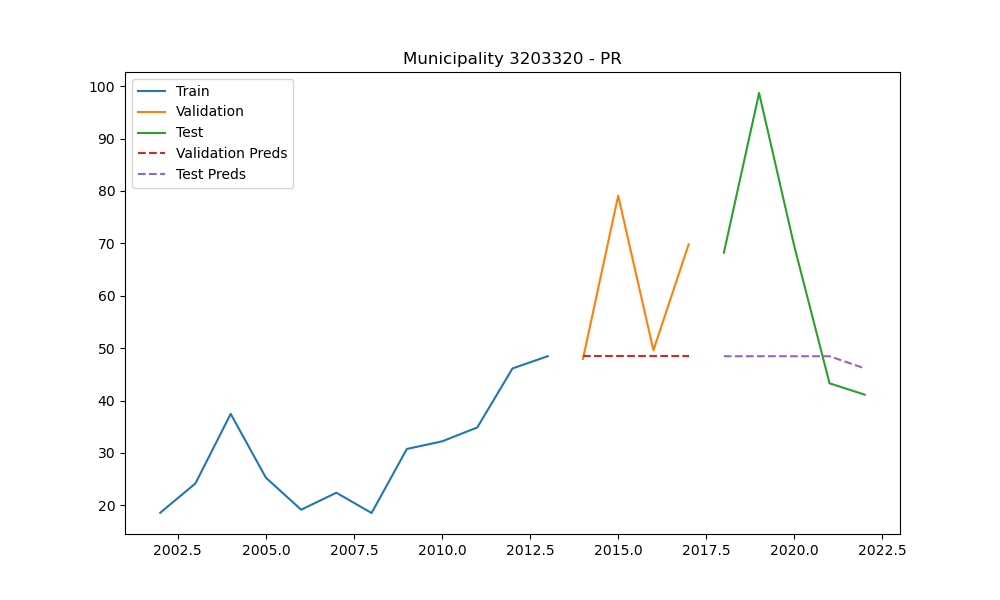 Municipality 3203320 - PR
100
90
80
70
60
50
40
30
20
Train
Validation
Test
Validation Preds
Test Preds
2002.5 2005.0 2007.5 2010.0 2012.5 2015.0 2017.5 2020.0 2022.5